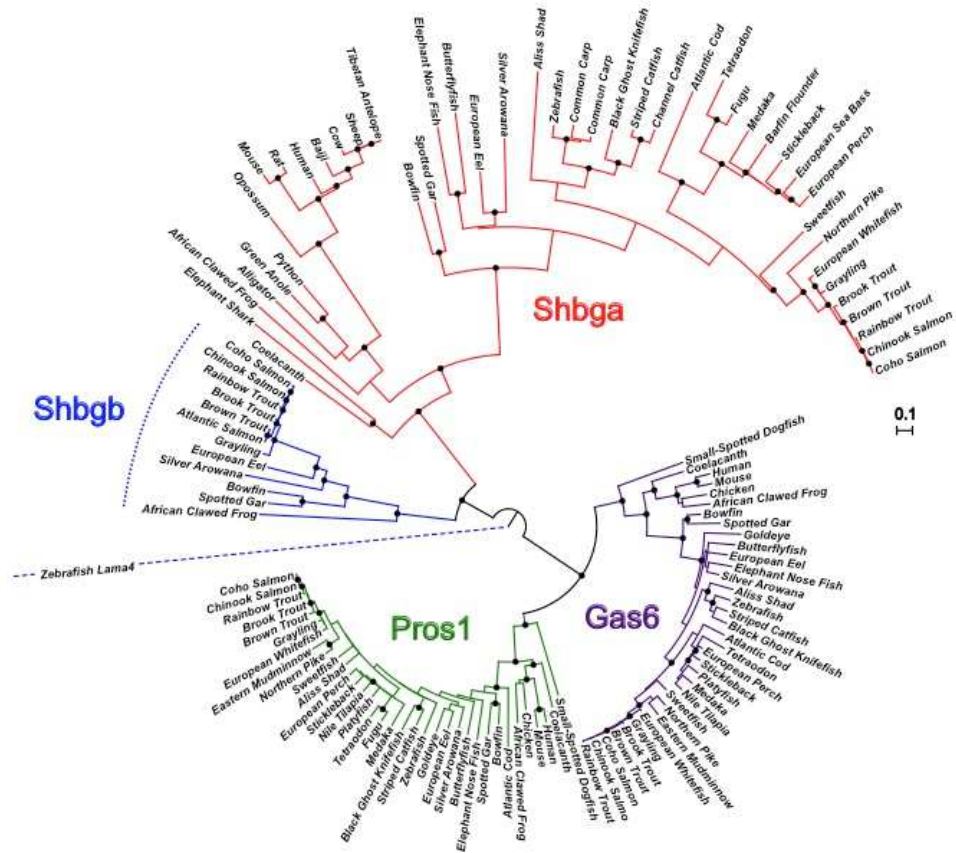 Mouse
Rat
Opossum
Human
Baiji
Cow
Sheep
Tibetan Antelope
Python
Green Anole
Alligator
African Clawed Frog
Elephant Shark
Coelacanth
Bowfin
Spotted Gar
Elephant Nose Fish
Butterflyfish
European Eel
Silver Arowana
Aliss Shad
Zebrafish
Common Carp
Common Carp
Black Ghost Knifefish
Striped Catfish
Channel Catfish
Atlantic Cod
Tetraodon
Fugu
Medaka
Barfin Flounder
Stickleback
European Sea Bass
European Perch
Sweetfish
Northern Pike
European Whitefish
Grayling
Brook Trout
Brown Trout
Rainbow Trout
Chinook Salmon
Coho Salmon
Shbga
0.1
Shbgb
Coho Salmon
Chinook Salmon
Rainbow Trout
Brook Trout
Brown Trout
Atlantic Salmon
Grayling
European Eel
Silver Arowana
Bowfin
Spotted Gar
African Clawed Frog
Zebrafish Lama4
Small-Spotted Dogfish
Coelacanth
Human
Mouse
Chicken
African Clawed Frog
Bowfin
Spotted Gar
Goldeye
Butterflyfish
European Eel
Elephant Nose Fish
Silver Arowana
Aliss Shad
Zebrafish
Striped Catfish
Black Ghost Knifefish
Atlantic Cod
Tetraodon
European Perch
Stickleback
Platyfish
Medaka
Nile Tilapia
Sweetfish
Northern Pike
Eastern Mudminnow
European Whitefish
Grayling
Brook Trout
Brown Trout
Coho Salmon
Chinook Salmo
Rainbow Trout
Gas6
Pros1
Coho Salmon
Chinook Salmon
Rainbow Trout
Brook Trout
Brown Trout
Grayling
European Whitefish
Eastern Mudminnow
Northern Pike
Sweetfish
Aliss Shad
European Perch
Stickleback
Nile Tilapia
Platyfish
Tetraodon
Fugu
Medaka
Black Ghost Knifefish
Striped Catfish
Zebrafish
Goldeye
European Eel
Silver Arowana
Butterflyfish
Elephant Nose Fish
Spotted Gar
Bowfin
Atlantic Cod
African Clawed Frog
Chicken
Mouse
Human
Coelacanth
Small-Spotted Dogfish